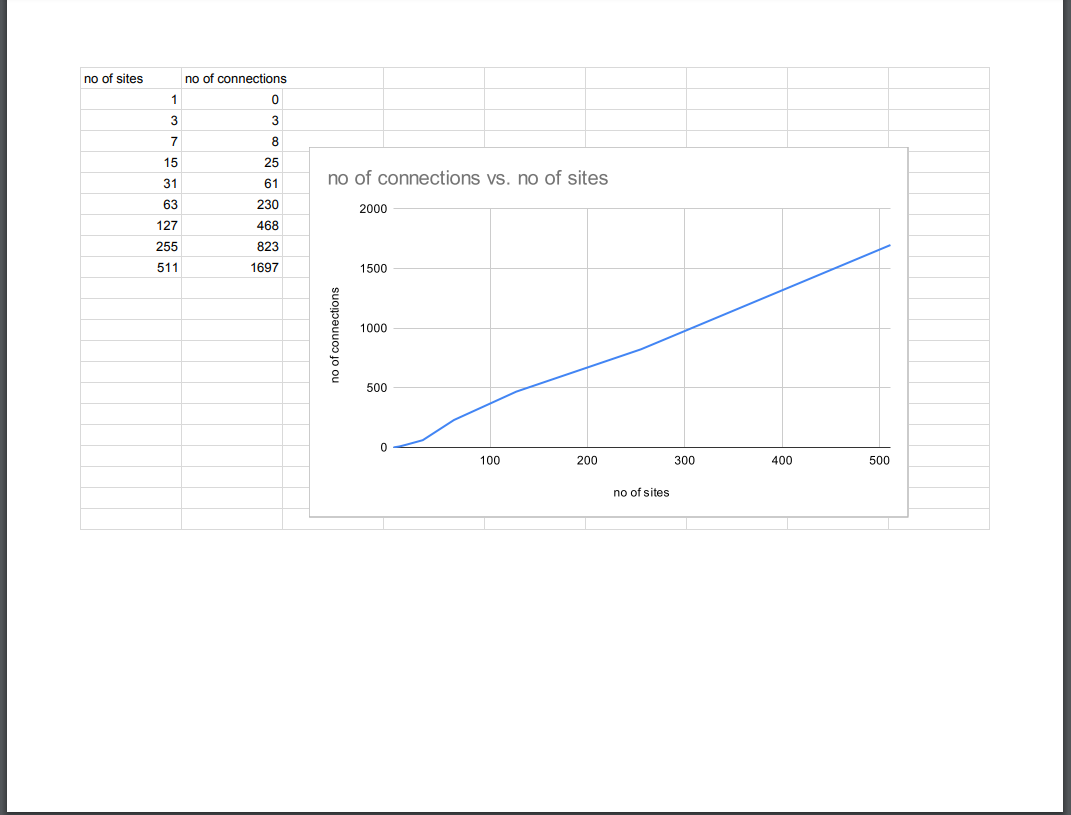 no of sites no of connections
1 0
3 3
7 8
15 25
31 61
63 230
127 468
255 823
511 1697
no of connections vs. no of sites
2000
1500
1000
500
0
no of connections
100 200 300 400 500
no of sites